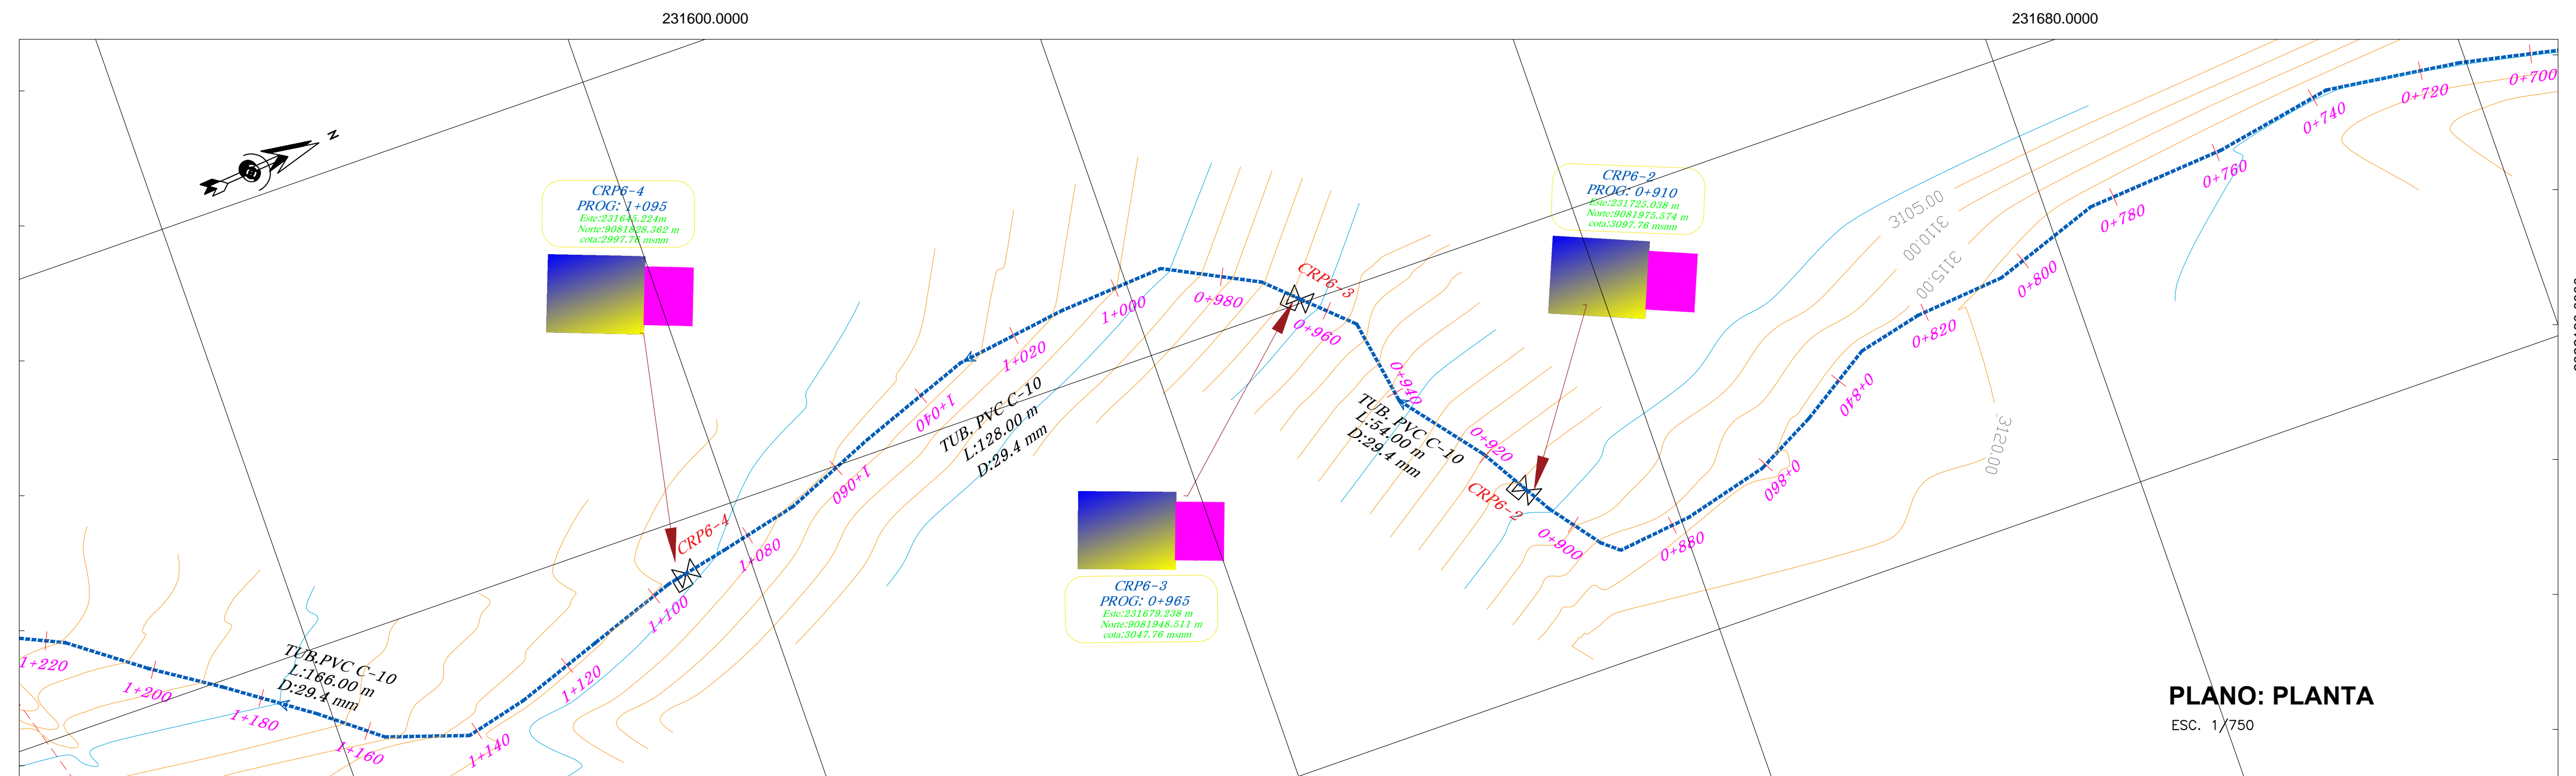 231600.0000
231680.0000
N
CRP6-4
PROG: 1+095
Este:231645.224m
Norte:9081828.362 m
cota:2997.76 msnm
CRP6-2
PROG: 0+910
Este:231725.038 m
Norte:9081975.574 m
cota:3097.76 msnm
CRP6-3
PROG: 0+965
Este:231679.238 m
Norte:9081948.511 m
cota:3047.76 msnm
0+700
0+720
0+740
0+760
0+780
0+800
0+820
0+840
0+860
0+880
0+900
0+920
0+940
0+960
0+980
1+000
1+020
1+040
1+060
1+080
1+100
1+120
1+140
1+160
1+180
1+200
1+220
3105.00
3110.00
3115.00
3120.00
CRP6-3
CRP6-2
CRP6-4
TUB. PVC C-10
L:128.00 m
D:29.4 mm
TUB. PVC C-10
L:54.00 m
D:29.4 mm
TUB.PVC C-10
L:166.00 m
D:29.4 mm
PLANO: PLANTA
ESC. 1/750